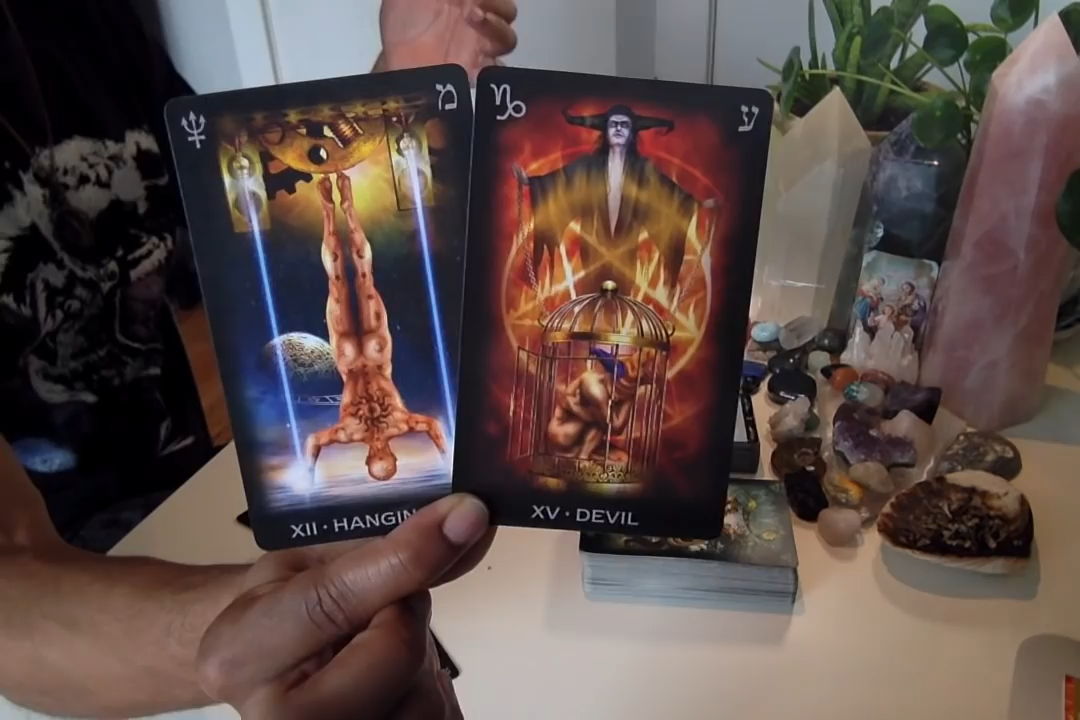 מ
ע
XII · HANGIN
XV · DEVIL